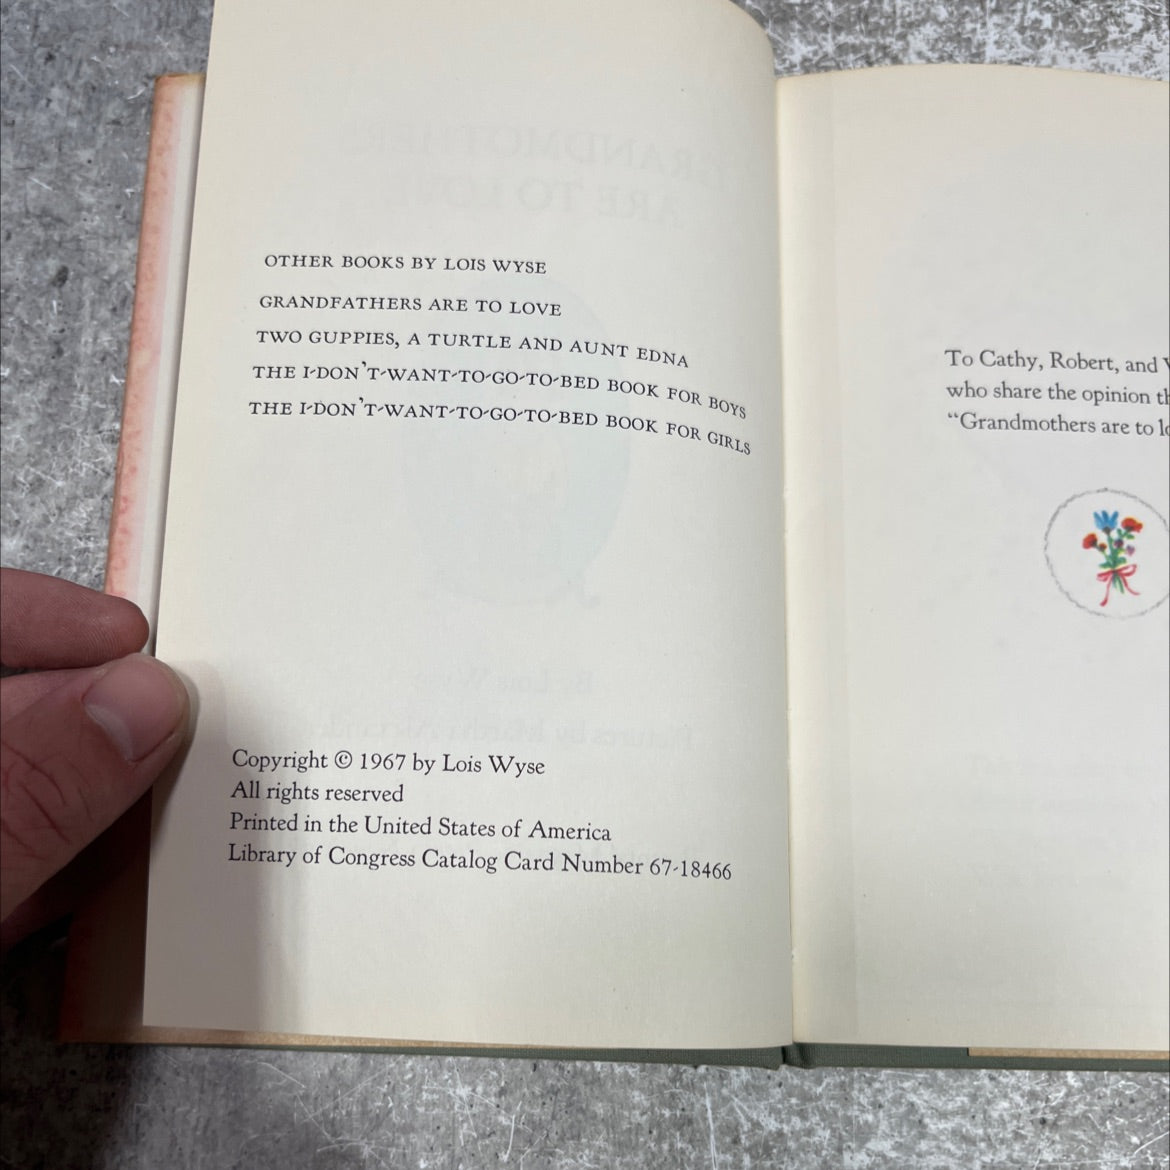 OTHER BOOKS BY LOIS WYSE
GRANDFATHERS ARE TO LOVE
TWO GUPPIES, A TURTLE AND AUNT EDNA
THE I-DON'T-WANT-TO-GO-TO-BED BOOK FOR BOYS
THE I-DON'T-WANT-TO-GO-TO-BED BOOK FOR GIRLS
Copyright © 1967 by Lois Wyse
All rights reserved
Printed in the United States of America
Library of Congress Catalog Card Number 67-18466
To Cathy, Robert, and
who share the opinion
“Grandmothers are to